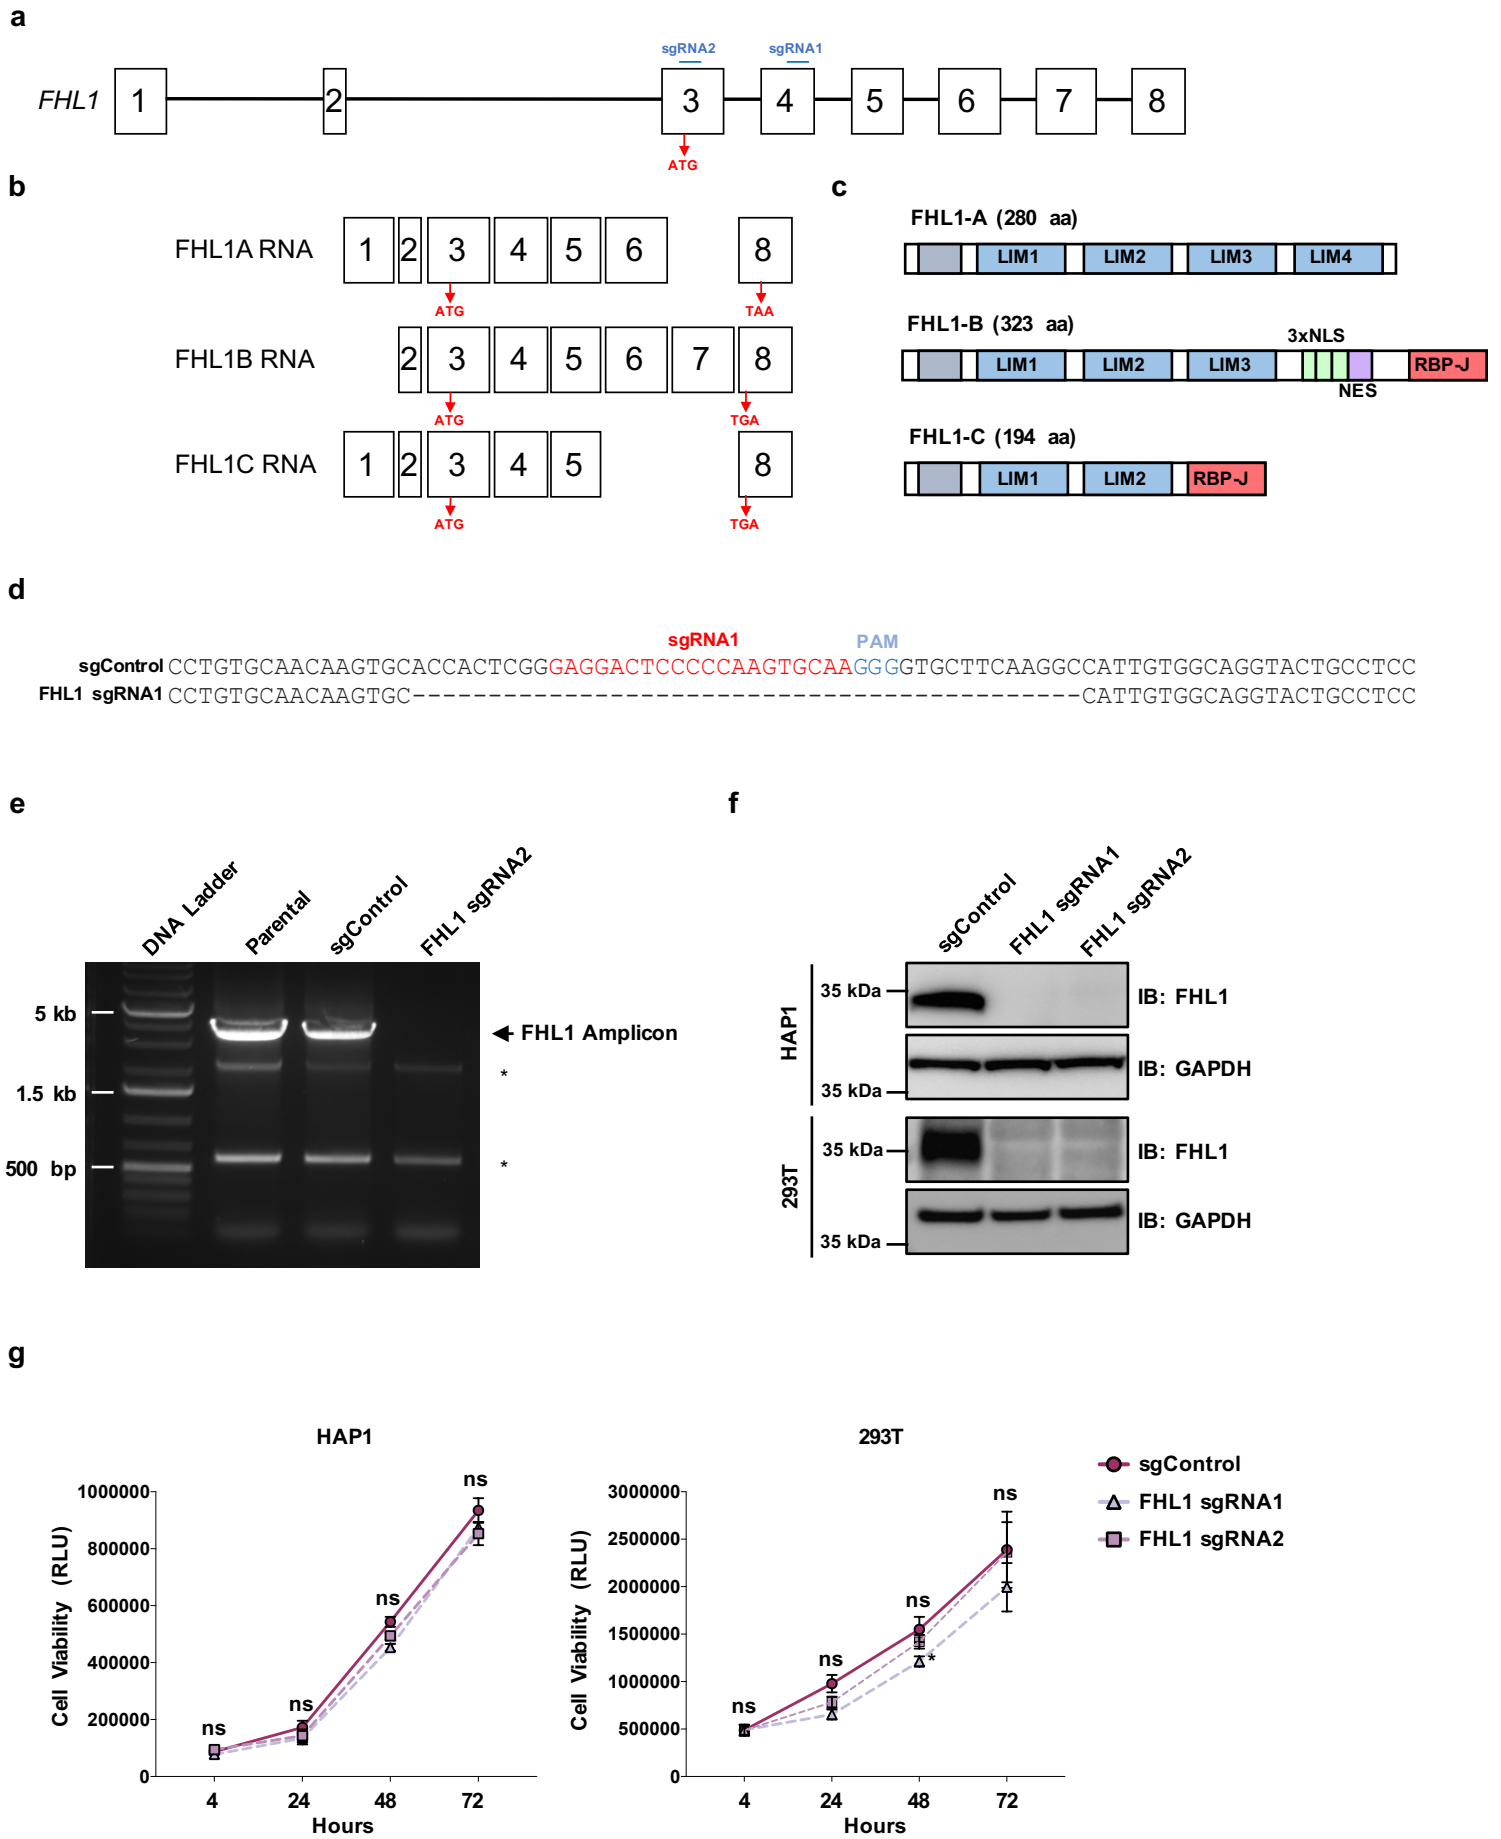 a
sgRNA2 sgRNA1
FHL1 1 2 3 4 5 6 7 8
ATG
b
FHL1A RNA 1 2 3 4 5 6 8
ATG TAA
FHL1B RNA 2 3 4 5 6 7 8
ATG TGA
FHL1C RNA 1 2 3 4 5 8
ATG TGA
c
FHL1-A (280 aa)
LIM1 LIM2 LIM3 LIM4
FHL1-B (323 aa)
3xNLS
LIM1 LIM2 LIM3 RBP-J
NES
FHL1-C (194 aa)
LIM1 LIM2 RBP-J
d
sgRNA1 PAM
sgControl CCTGTGCAACAAGTGCACCACTCGGGAGGACTCCCCCAAGTGCAAGGGGTGCTTCAAGGCCATTGTGGCAGGTACTGCCTCC
FHL1 sgRNA1 CCTGTGCAACAAGTGC--------------------------------------------CATTGTGGCAGGTACTGCCTCC
e
DNA Ladder
Parental
sgControl
FHL1 sgRNA2
5 kb
FHL1 Amplicon
*
1.5 kb
*
500 bp
f
sgControl
FHL1 sgRNA1
FHL1 sgRNA2
HAP1
35 kDa IB: FHL1
IB: GAPDH
35 kDa
293T
35 kDa IB: FHL1
IB: GAPDH
35 kDa
g
HAP1
Cell Viability (RLU)
1000000
800000
600000
400000
200000
0
ns ns ns ns
4 24 48 72
Hours
293T
Cell Viability (RLU)
3000000
2500000
2000000
1500000
1000000
500000
0
ns ns ns ns
*
4 24 48 72
Hours
sgControl
FHL1 sgRNA1
FHL1 sgRNA2